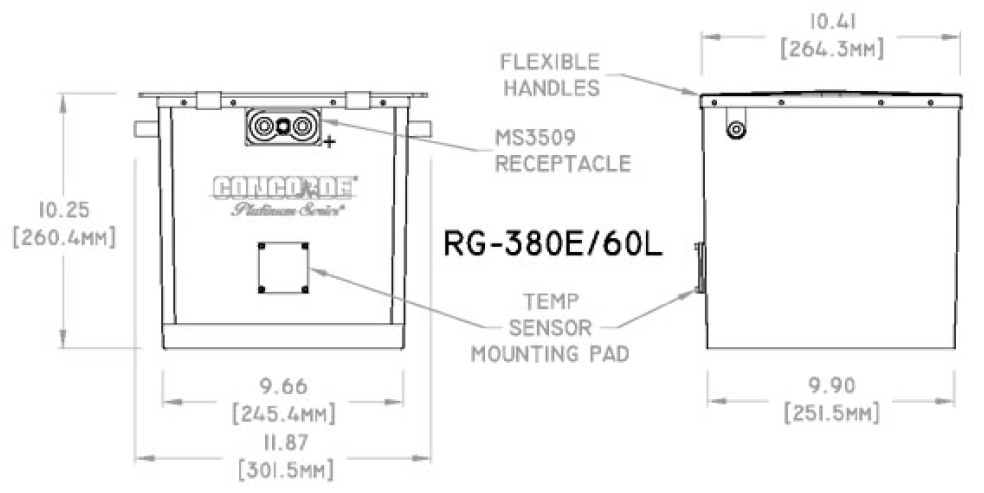 10.41
[264.3MM]
FLEXIBLE
HANDLES
MS3509
RECEPTACLE
+
CONCORDE®
Platinum Series®
10.25
[260.4MM]
RG-380E/60L
TEMP
SENSOR
MOUNTING PAD
9.66
[245.4MM]
11.87
[301.5MM]
9.90
[251.5MM]